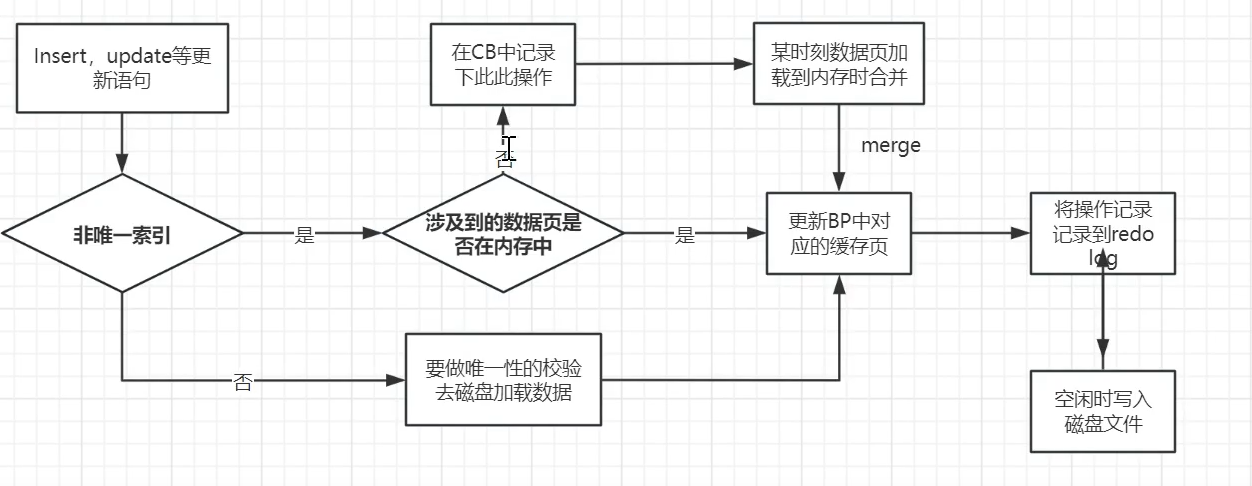 Insert，update等更
新语句
在CB中记录
下此此操作
某时刻数据页加
载到内存时合并
否
merge
非唯一索引
是
涉及到的数据页是
否在内存中
是
更新BP中对
应的缓存页
将操作记录
记录到redo
log
否
要做唯一性的校验
去磁盘加载数据
空闲时写入
磁盘文件